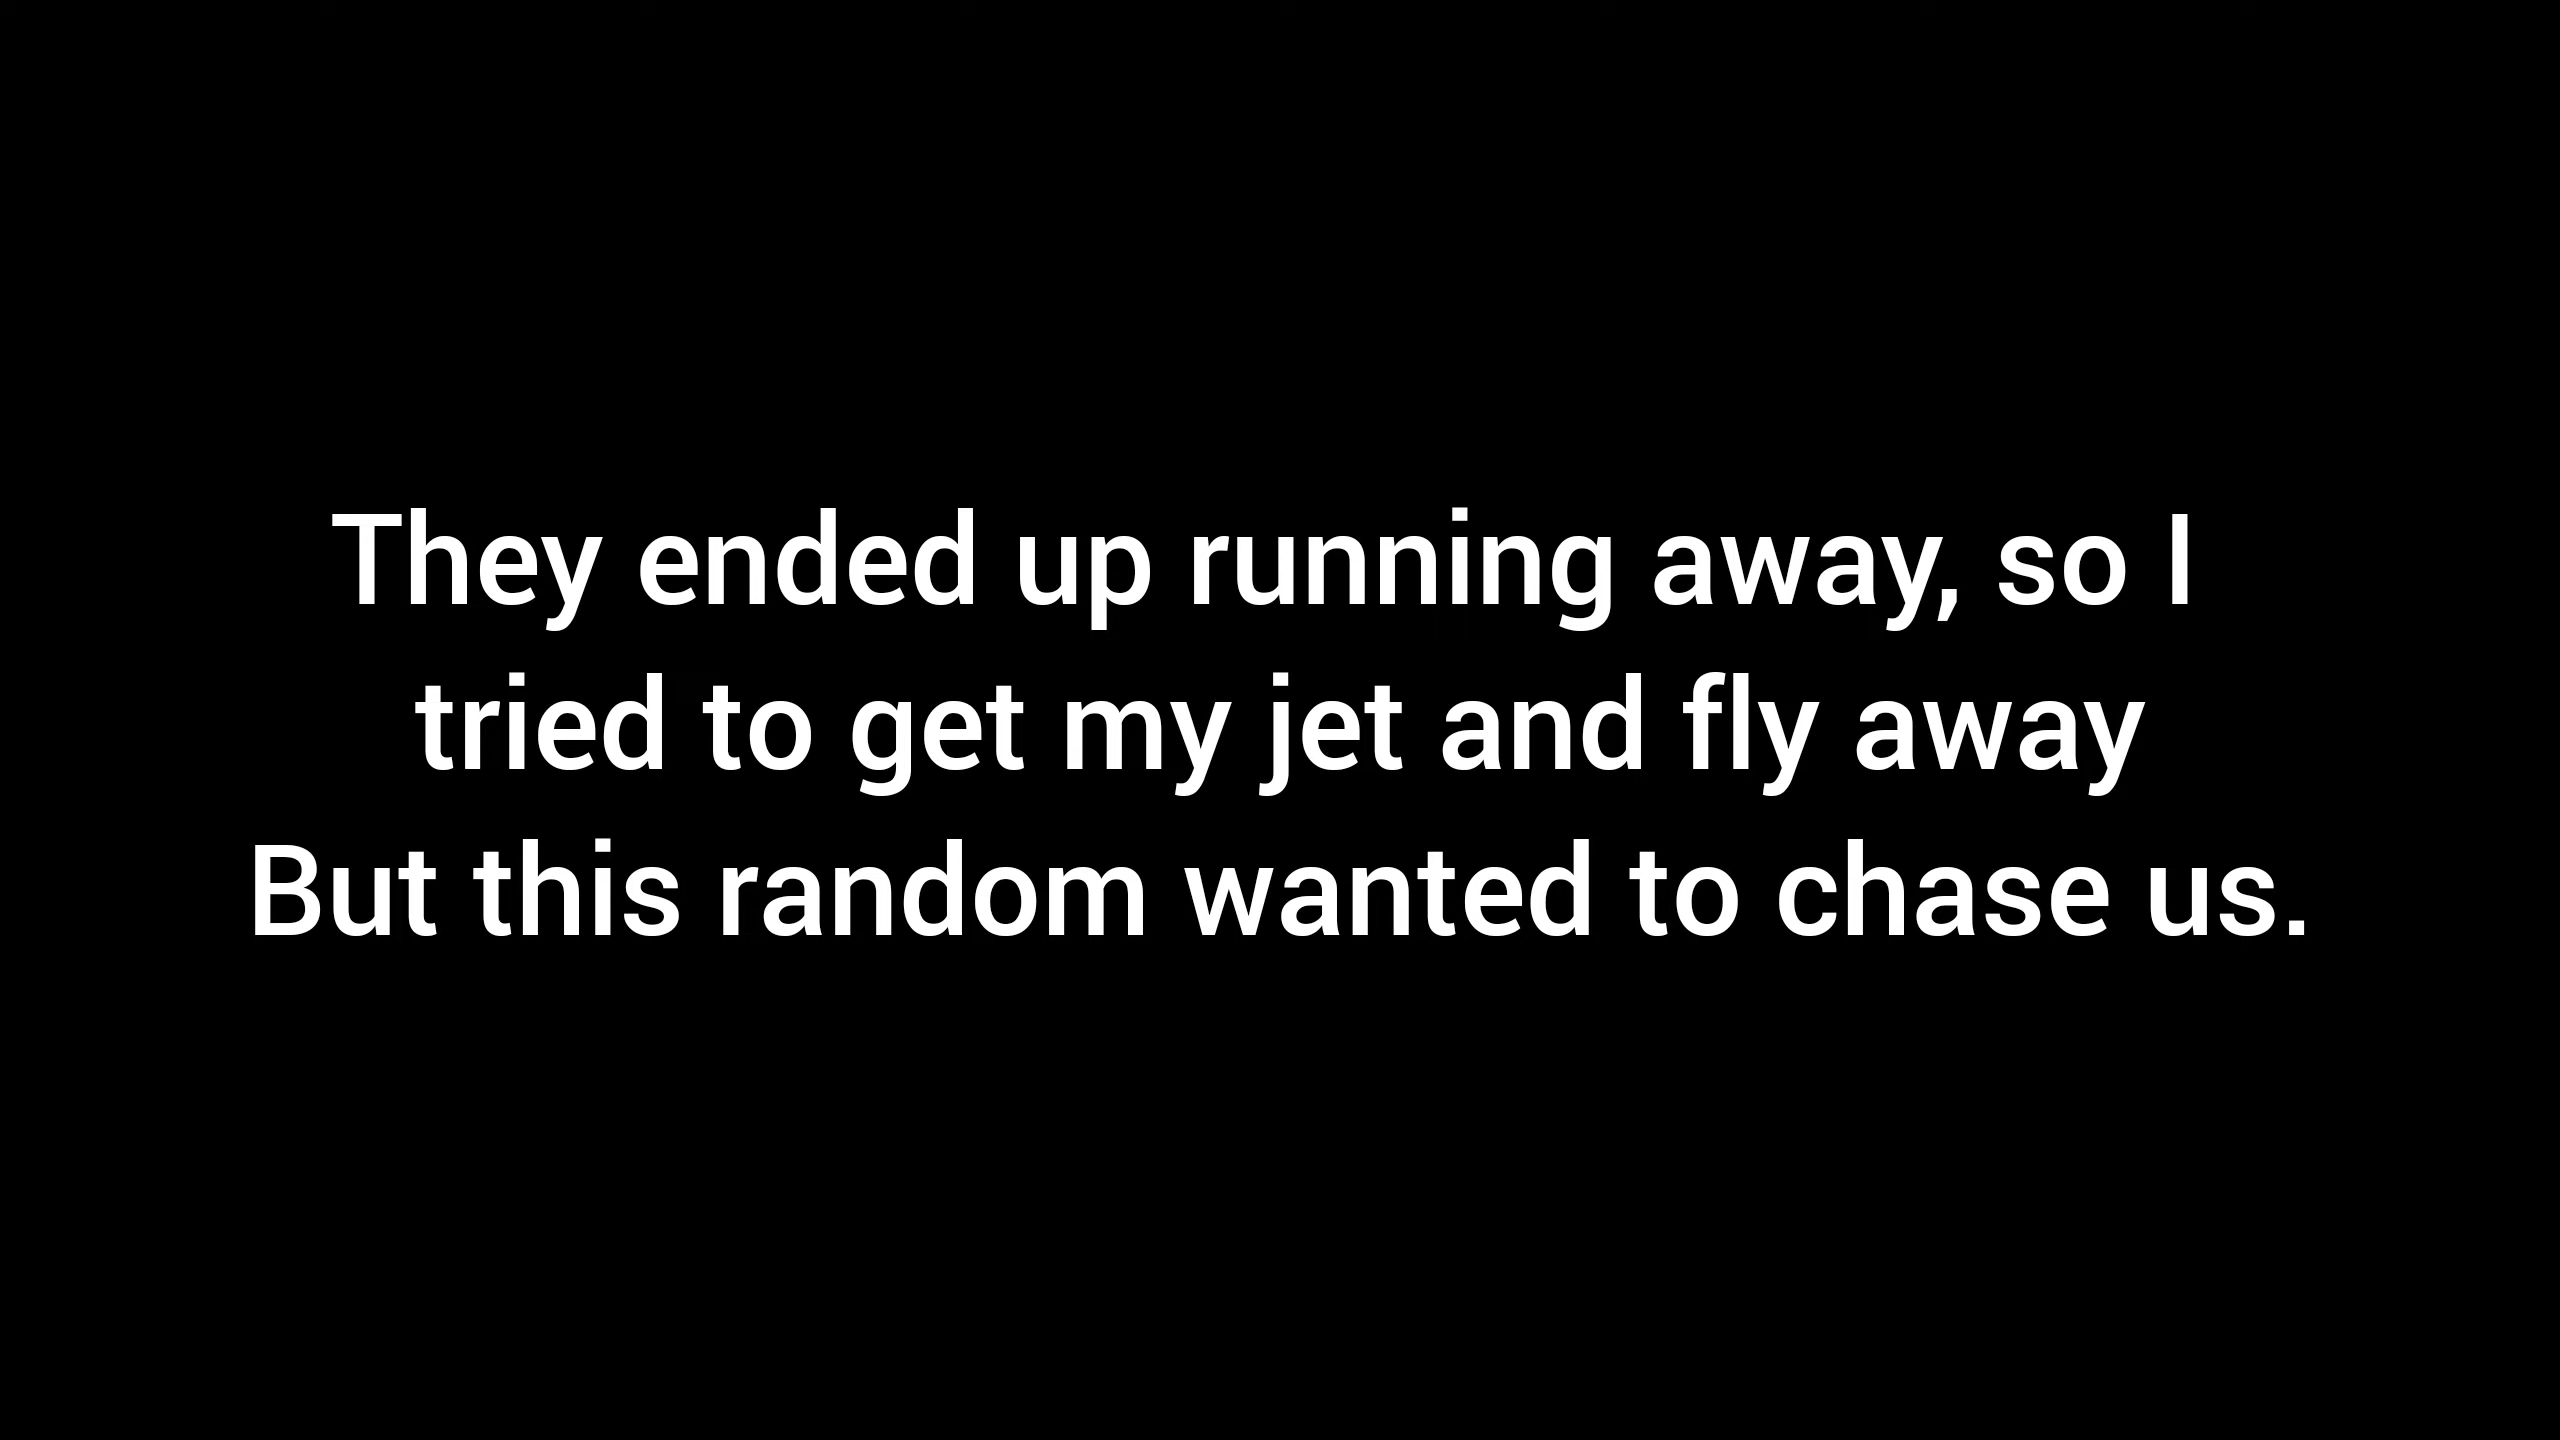 They ended up running away, so I
tried to get my jet and fly away
But this random wanted to chase us.